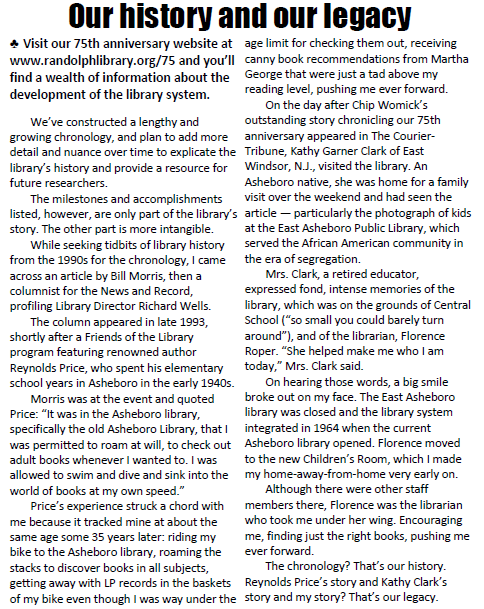 Our history and our legacy
♣ Visit our 75th anniversary website at
www.randolphlibrary.org/75 and you'll
find a wealth of information about the
development of the library system.
We've constructed a lengthy and
growing chronology, and plan to add more
detail and nuance over time to explicate the
library's history and provide a resource for
future researchers.
The milestones and accomplishments
listed, however, are only part of the library's
story. The other part is more intangible.
While seeking tidbits of library history
from the 1990s for the chronology, I came
across an article by Bill Morris, then a
columnist for the News and Record,
profiling Library Director Richard Wells.
The column appeared in late 1993,
shortly after a Friends of the Library
program featuring renowned author
Reynolds Price, who spent his elementary
school years in Asheboro in the early 1940s.
Morris was at the event and quoted
Price: "It was in the Asheboro library,
specifically the old Asheboro Library, that I
was permitted to roam at will, to check out
adult books whenever I wanted to. I was
allowed to swim and dive and sink into the
world of books at my own speed."
Price's experience struck a chord with
me because it tracked mine at about the
same age some 35 years later: riding my
bike to the Asheboro library, roaming the
stacks to discover books in all subjects,
getting away with LP records in the baskets
of my bike even though I was way under the
age limit for checking them out, receiving
canny book recommendations from Martha
George that were just a tad above my
reading level, pushing me ever forward.
On the day after Chip Womick's
outstanding story chronicling our 75th
anniversary appeared in The Courier-
Tribune, Kathy Garner Clark of East
Windsor, N.J., visited the library. An
Asheboro native, she was home for a family
visit over the weekend and had seen the
article — particularly the photograph of kids
at the East Asheboro Public Library, which
served the African American community in
the era of segregation.
Mrs. Clark, a retired educator,
expressed fond, intense memories of the
library, which was on the grounds of Central
School ("so small you could barely turn
around"), and of the librarian, Florence
Roper. "She helped make me who I am
today," Mrs. Clark said.
On hearing those words, a big smile
broke out on my face. The East Asheboro
library was closed and the library system
integrated in 1964 when the current
Asheboro library opened. Florence moved
to the new Children's Room, which I made
my home-away-from-home very early on.
Although there were other staff
members there, Florence was the librarian
who took me under her wing. Encouraging
me, finding just the right books, pushing me
ever forward.
The chronology? That's our history.
Reynolds Price's story and Kathy Clark's
story and my story? That's our legacy.